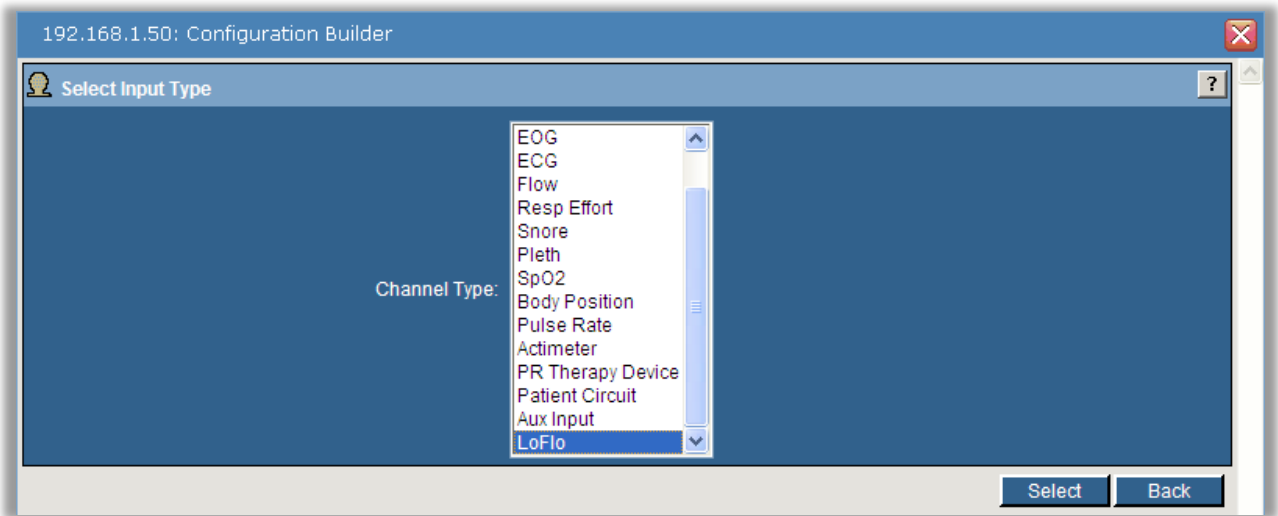 192.168.1.50: Configuration Builder
Select Input Type
?
EOG
ECG
Flow
Resp Effort
Snore
Pleth
SpO2
Channel Type:
Body Position
Pulse Rate
Actimeter
PR Therapy Device
Patient Circuit
Aux Input
LoFlo
Select Back